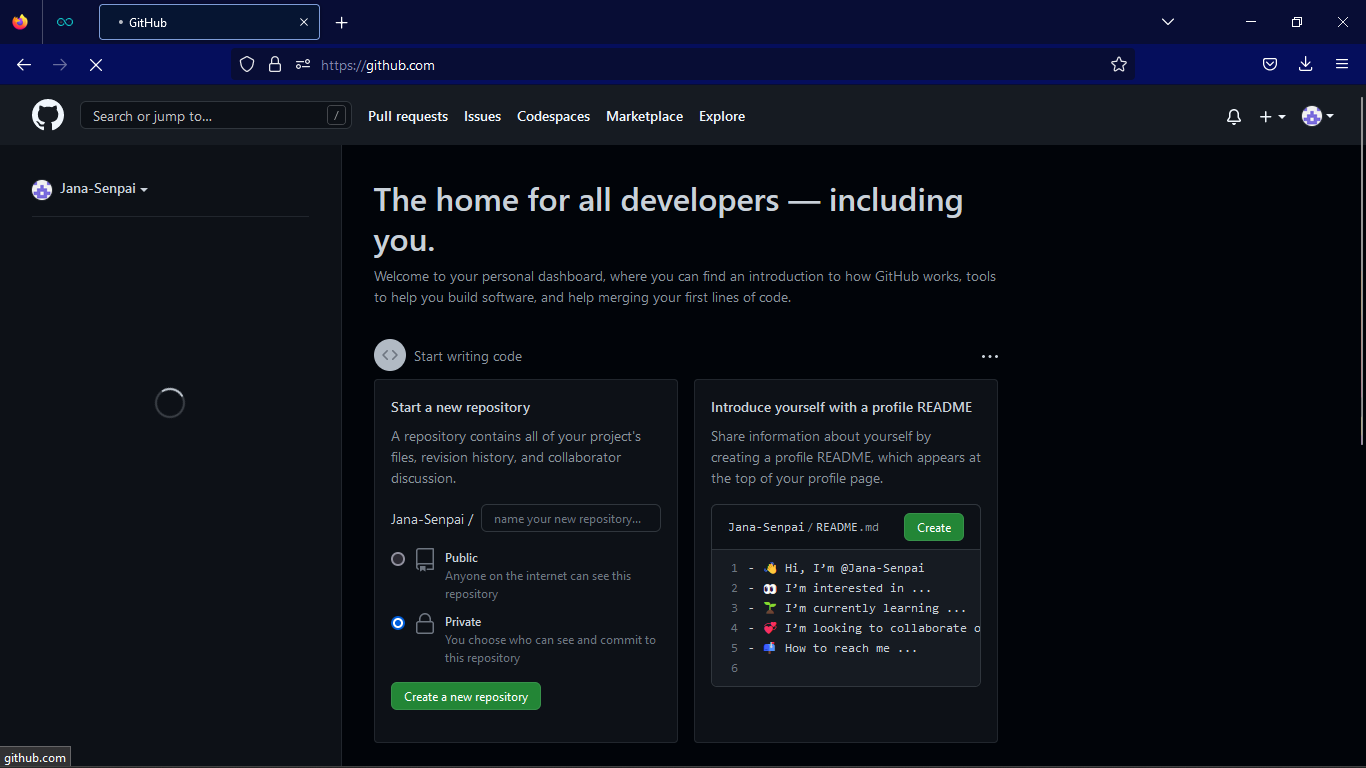 GitHub
https://github.com
Search or jump to... /
Pull requests Issues Codespaces Marketplace Explore
Jana-Senpai
The home for all developers — including
you.
Welcome to your personal dashboard, where you can find an introduction to how GitHub works, tools
to help you build software, and help merging your first lines of code.
Start writing code
Start a new repository
A repository contains all of your project's
files, revision history, and collaborator
discussion.
Jana-Senpai / name your new repository...
Public
Anyone on the internet can see this
repository
Private
You choose who can see and commit to
this repository
Create a new repository
Introduce yourself with a profile README
Share information about yourself by
creating a profile README, which appears at
the top of your profile page.
Jana-Senpai/README.md Create
1 - 👋 Hi, I’m @Jana-Senpai
2 - 👀 I’m interested in ...
3 - 🌱 I’m currently learning ...
4 - 💞️ I’m looking to collaborate o
5 - 📫 How to reach me ...
6
github.com